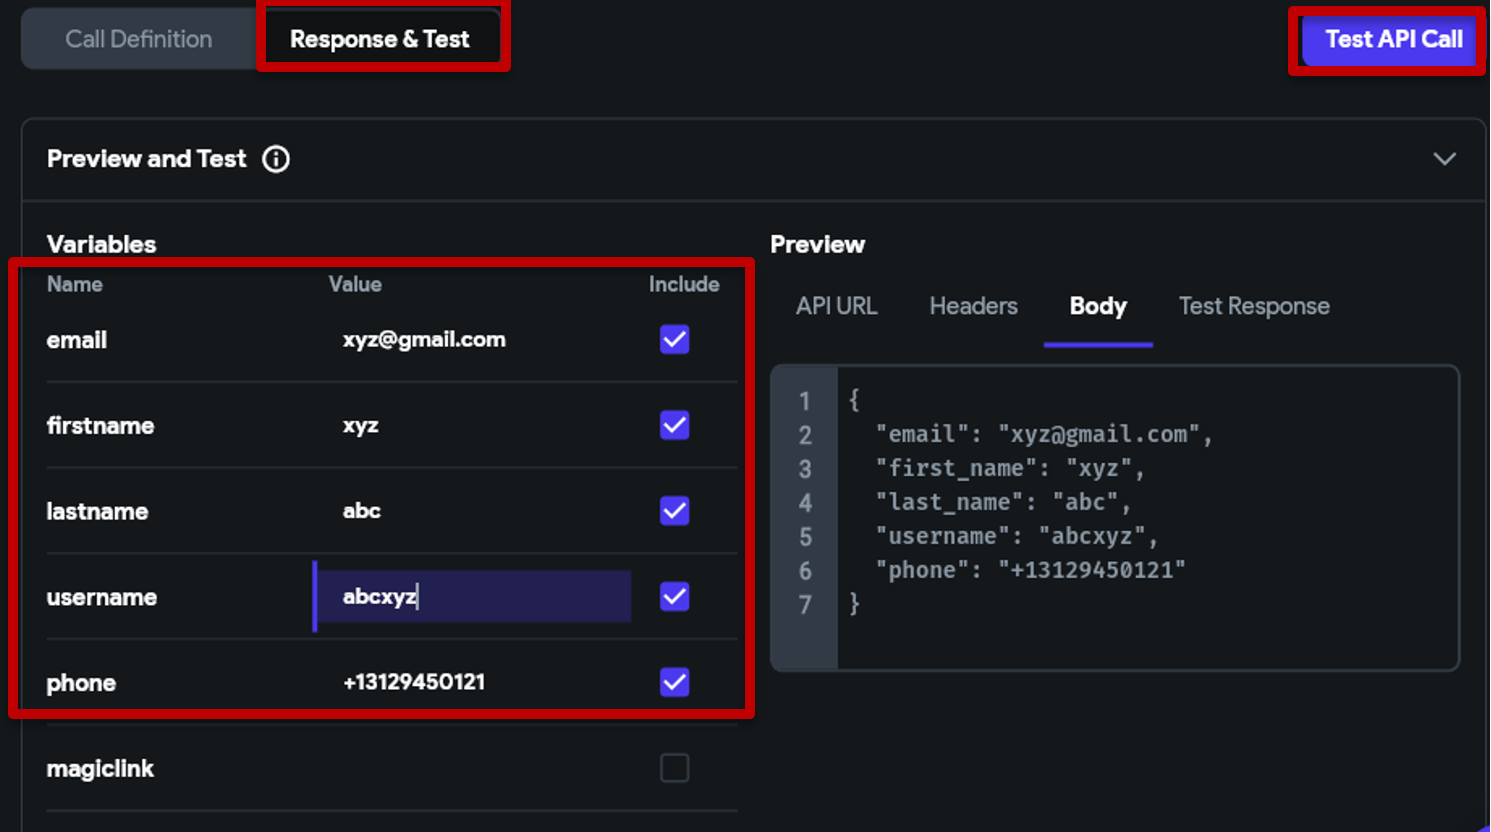 Call Definition
Response & Test
Test API Call
Preview and Test
Variables
Name Value Include
email xyz@gmail.com
firstname xyz
lastname abc
username abcxyz
phone +13129450121
magiclink
Preview
API URL Headers Body Test Response
1 {
2 "email": "xyz@gmail.com",
3 "first_name": "xyz",
4 "last_name": "abc",
5 "username": "abcxyz",
6 "phone": "+13129450121"
7 }